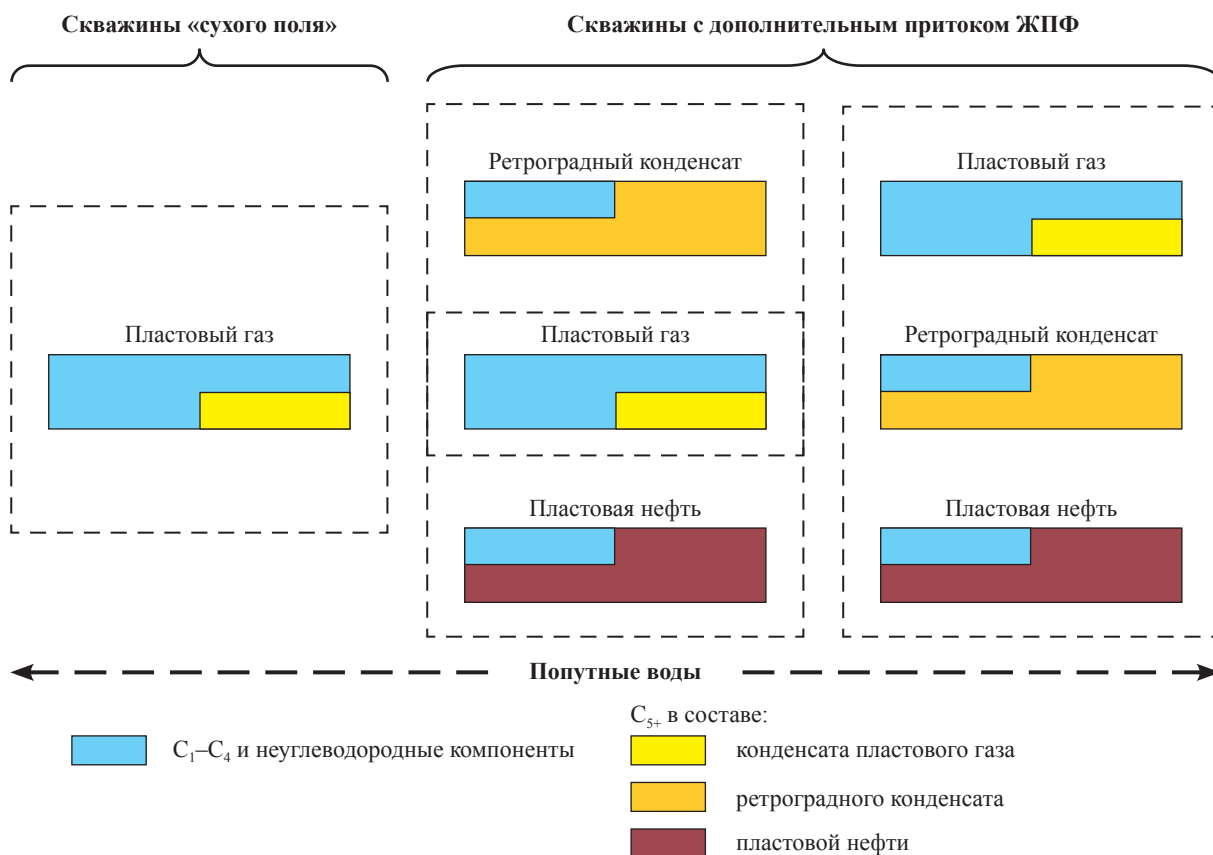 Скважины «сухого поля»
Скважины с дополнительным притоком ЖПФ
Ретроградный конденсат
Пластовый газ
Пластовый газ
Пластовый газ
Ретроградный конденсат
Пластовая нефть
Пластовая нефть
Попутные воды
C₁–C₄ и неуглеводородные компоненты
C₅₊ в составе:
конденсата пластового газа
ретроградного конденсата
пластовой нефти